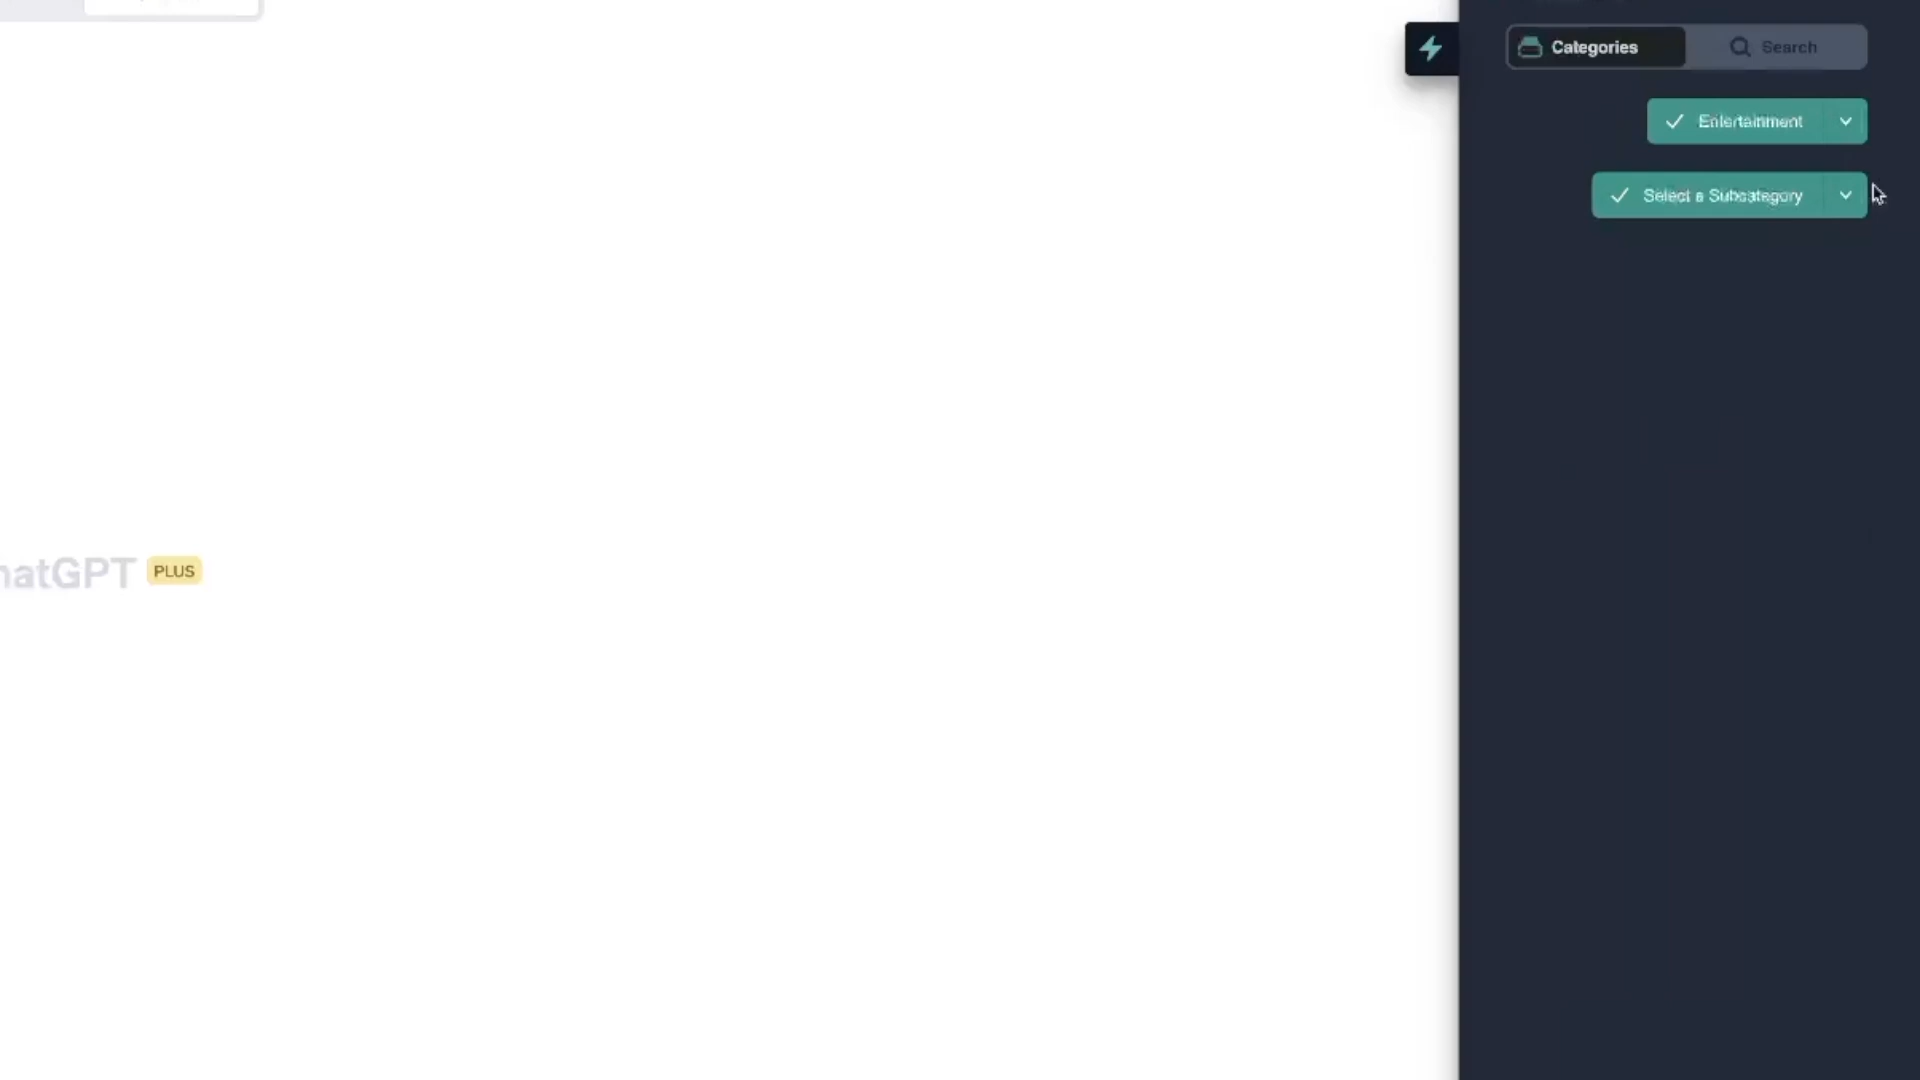 Categories
Search
Entertainment
Select a Subcategory
hatGPT PLUS